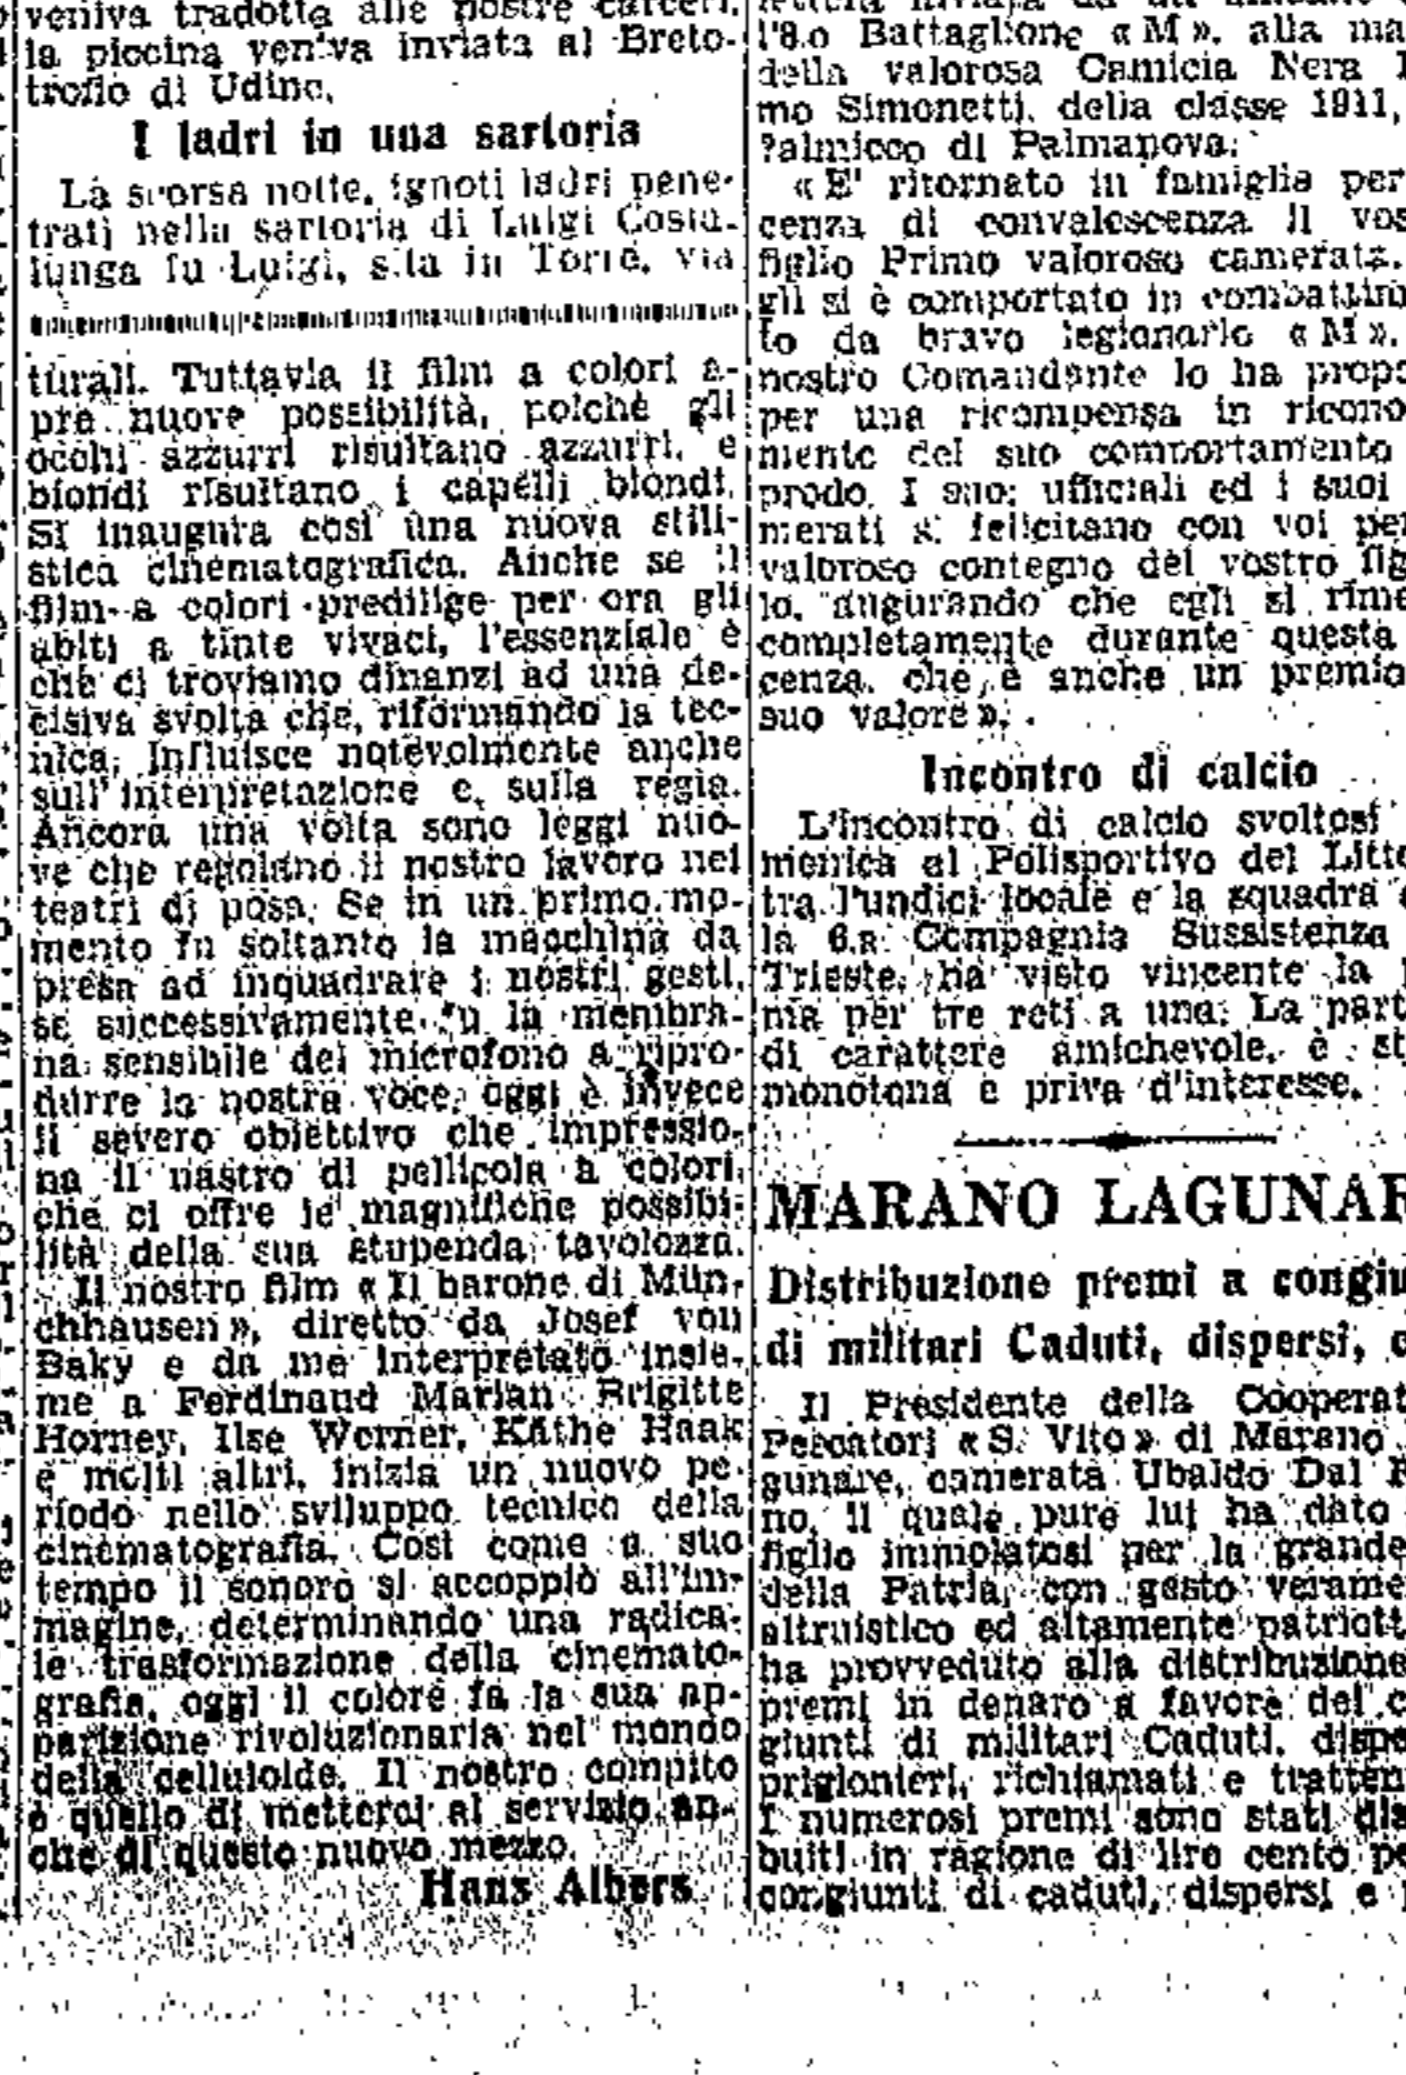 veniva tradotta alle nostre carceri,
la piccina veniva inviata al Breto-
trofio di Udine.
I ladri in una sartoria
La scorsa notte, ignoti ladri pene-
trati nella sartoria di Luigi Costa-
lunga fu Luigi, sita in Torre, via
turali. Tuttavia il film a colori a-
pre nuove possibilità, poichè gli
occhi azzurri risultano azzurri, e
biondi risultano i capelli biondi.
Si inaugura così una nuova stili-
stica cinematografica. Anche se il
film a colori predilige per ora gli
abiti a tinte vivaci, l'essenziale è
che ci troviamo dinanzi ad una de-
cisiva svolta che, riformando la tec-
nica, influisce notevolmente anche
sull'interpretazione e sulla regia.
Ancora una volta sono leggi nuo-
ve che regolano il nostro lavoro nei
teatri di posa. Se in un primo mo-
mento fu soltanto la macchina da
presa ad inquadrare i nostri gesti,
se successivamente fu la membra-
na sensibile del microfono a ripro-
durre la nostra voce, oggi è invece
il severo obiettivo che impressio-
na il nastro di pellicola a colori,
che ci offre le magnifiche possibi-
lità della sua stupenda tavolozza.
Il nostro film «Il barone di Mün-
chhausen», diretto da Josef von
Baky e da me interpretato insie-
me a Ferdinand Marian Brigitte
Horney, Ilse Werner, Käthe Haak
e molti altri, inizia un nuovo pe-
riodo nello sviluppo tecnico della
cinematografia. Così come a suo
tempo il sonoro si accoppiò all'im-
magine, determinando una radica-
le trasformazione della cinemato-
grafia, oggi il colore fa la sua ap-
parizione rivoluzionaria nel mondo
della celluloide. Il nostro compito
è quello di metterci al servizio an-
che di questo nuovo mezzo.
Hans Albers
l'8.o Battaglione «M», alla ma
della valorosa Camicia Nera
mo Simonetti, della classe 1911,
Palmicco di Palmanova:
«E' ritornato in famiglia per
cenza di convalescenza il vos
figlio Primo valoroso camerata.
gli si è comportato in combattim
to da bravo legionario «M».
nostro Comandante lo ha propo
per una ricompensa in ricono
mento del suo comportamento
prode. I suoi ufficiali ed i suoi
merati si felicitano con voi per
valoroso contegno del vostro fig
lo, augurando che egli si rime
completamente durante questa
cenza, che è anche un premio
suo valore».
Incontro di calcio
L'incontro di calcio svoltosi
menica al Polisportivo del Litto
tra l'undici locale e la squadra
la 6.a Compagnia Sussistenza
Trieste, ha visto vincente la
ma per tre reti a una. La part
di carattere amichevole, è st
monotona e priva d'interesse.
MARANO LAGUNAR
Distribuzione premi a congiu
di militari Caduti, dispersi, c
Il Presidente della Cooperat
Pescatori «S. Vito» di Marano
gunare, camerata Ubaldo Dal
no, il quale pure lui ha dato
figlio immolatosi per la grande
della Patria, con gesto verame
altruistico ed altamente patriott
ha provveduto alla distribuzione
premi in denaro a favore dei c
giunti di militari Caduti, dispe
prigionieri, richiamati e tratten
I numerosi premi sono stati dis
buiti in ragione di lire cento pe
congiunti di caduti, dispersi e